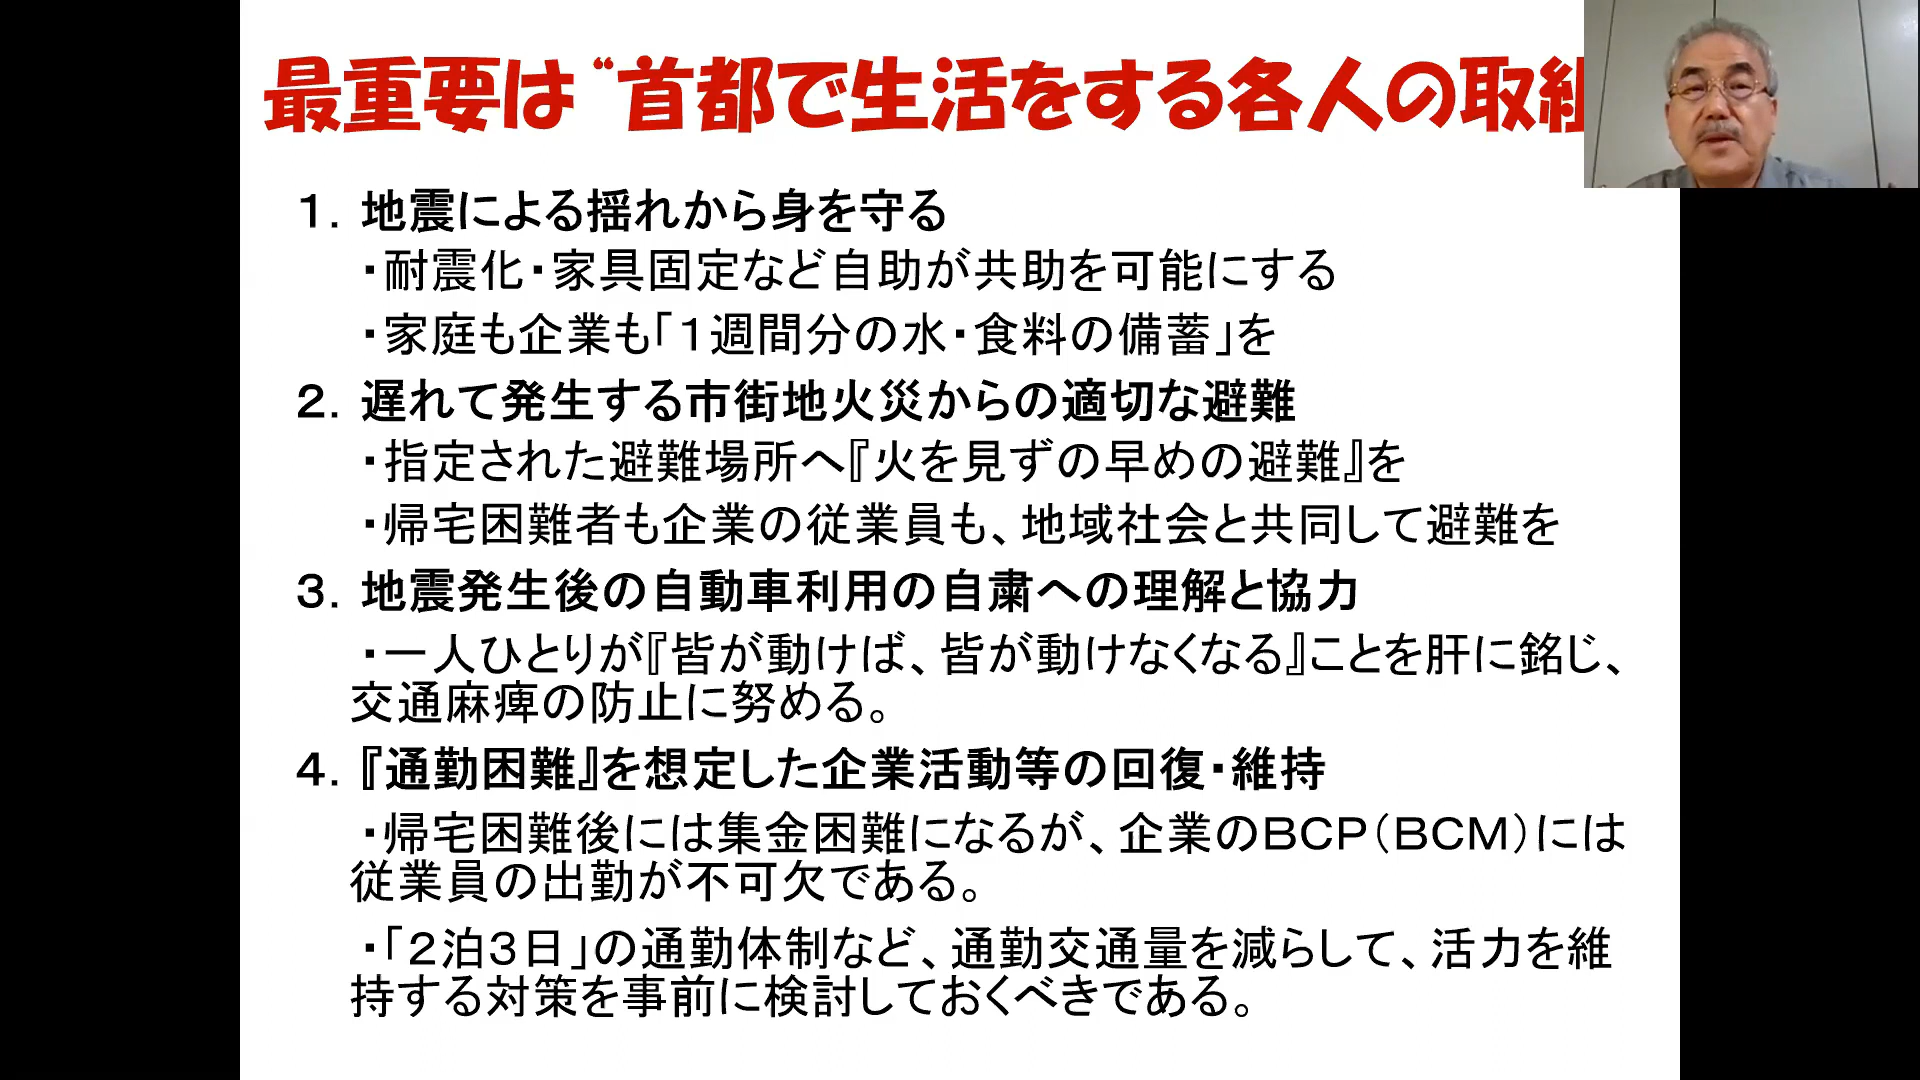 最重要は“首都で生活をする各人の取組
１．地震による揺れから身を守る
・耐震化・家具固定など自助が共助を可能にする
・家庭も企業も「１週間分の水・食料の備蓄」を
２．遅れて発生する市街地火災からの適切な避難
・指定された避難場所へ『火を見ずの早めの避難』を
・帰宅困難者も企業の従業員も、地域社会と共同して避難を
３．地震発生後の自動車利用の自粛への理解と協力
・一人ひとりが『皆が動けば、皆が動けなくなる』ことを肝に銘じ、
交通麻痺の防止に努める。
４．『通勤困難』を想定した企業活動等の回復・維持
・帰宅困難後には集金困難になるが、企業のＢＣＰ（ＢＣＭ）には
従業員の出勤が不可欠である。
・「２泊３日」の通勤体制など、通勤交通量を減らして、活力を維
持する対策を事前に検討しておくべきである。